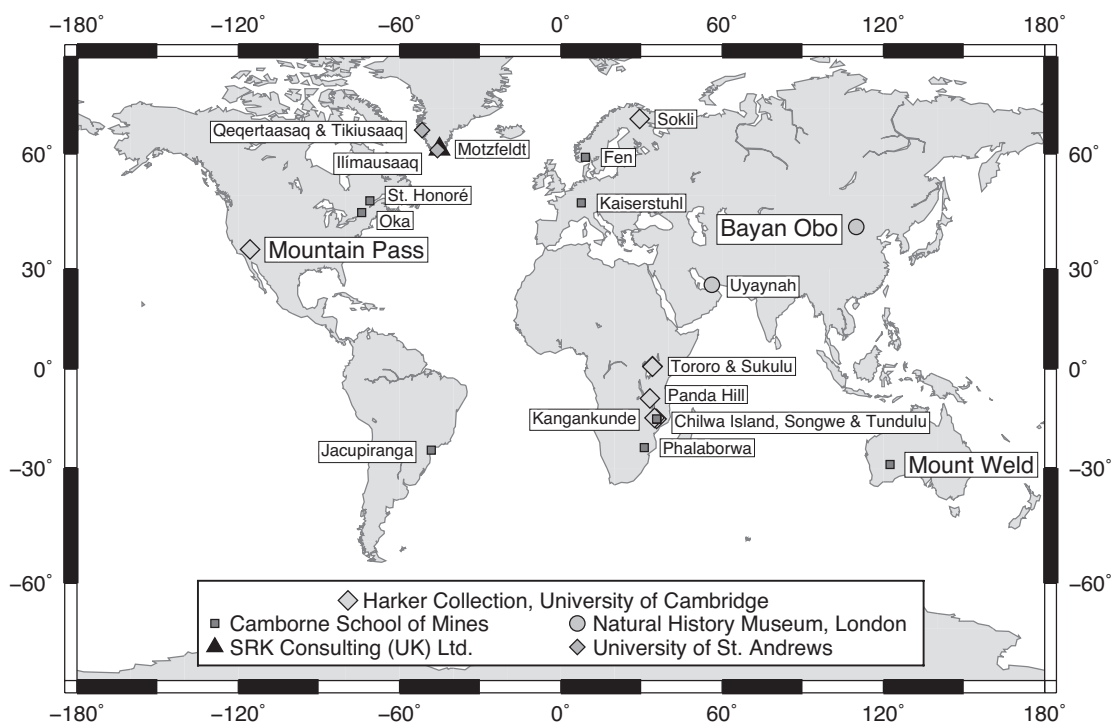 −180˚ −120˚ −60˚ 0˚ 60˚ 120˚ 180˚
Qeqertaasaq & Tikiusaaq
Sokli
60˚ Ilímausaaq Motzfeldt Fen 60˚
St. Honoré Kaiserstuhl
Oka
Bayan Obo
Mountain Pass
30˚ 30˚
Uyaynah
0˚ Tororo & Sukulu 0˚
Panda Hill
Kangankunde Chilwa Island, Songwe & Tundulu
Jacupiranga Phalaborwa
−30˚ Mount Weld −30˚
−60˚ −60˚
Harker Collection, University of Cambridge
Camborne School of Mines Natural History Museum, London
SRK Consulting (UK) Ltd. University of St. Andrews
−180˚ −120˚ −60˚ 0˚ 60˚ 120˚ 180˚